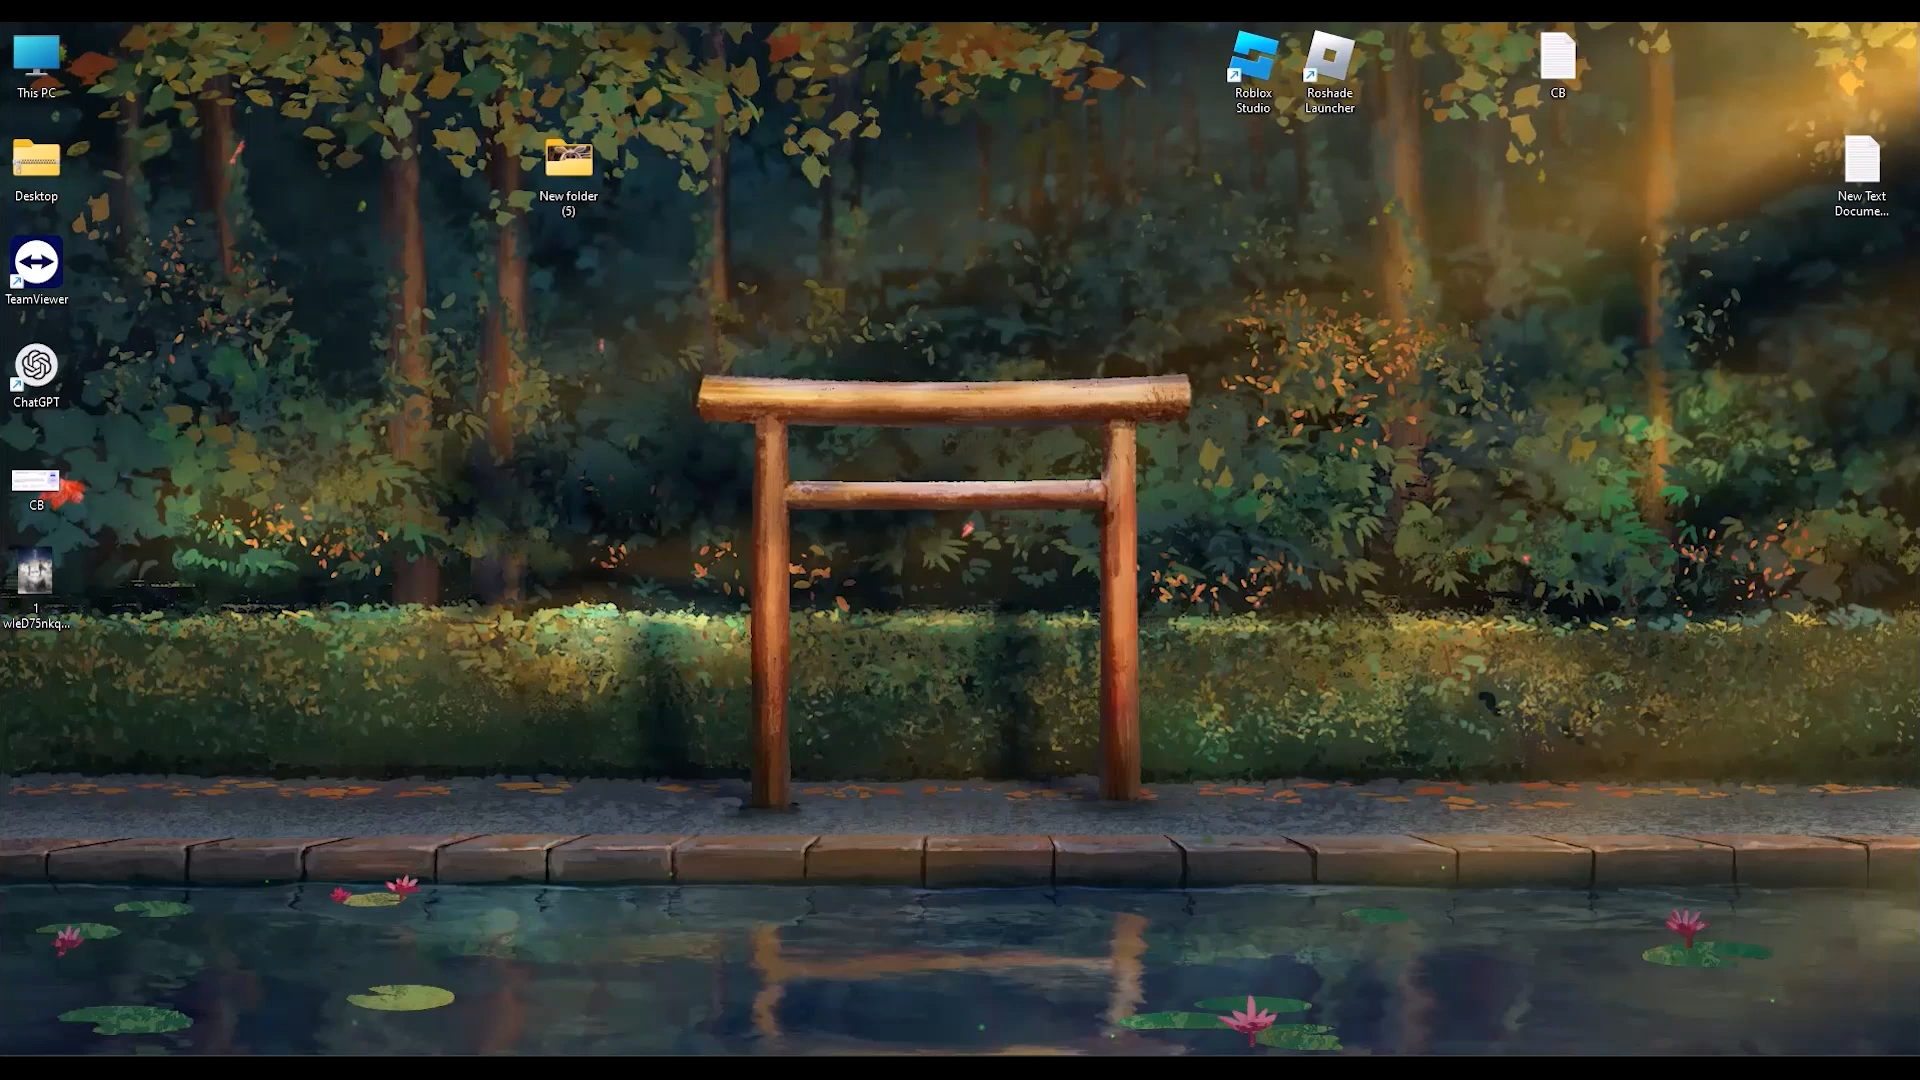 This PC
Roblox
Studio
Roshade
Launcher
CB
Desktop
New folder
(5)
New Text
Docume...
TeamViewer
ChatGPT
CB
1
wleD75nkq...